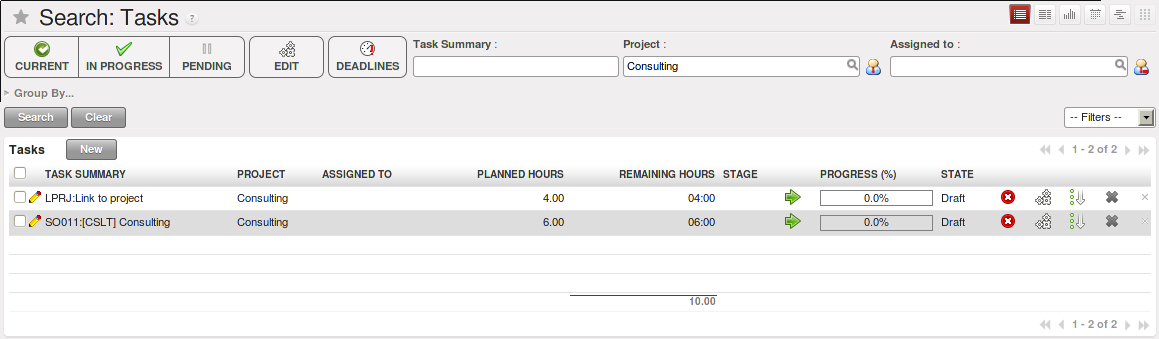 Search: Tasks ?
CURRENT IN PROGRESS PENDING EDIT DEADLINES
Task Summary : Project : Assigned to :
Consulting
Group By...
Search Clear -- Filters --
Tasks New 1 - 2 of 2
TASK SUMMARY PROJECT ASSIGNED TO PLANNED HOURS REMAINING HOURS STAGE PROGRESS (%) STATE
LPRJ:Link to project Consulting 4.00 04:00 0.0% Draft
SO011:[CSLT] Consulting Consulting 6.00 06:00 0.0% Draft
10.00
1 - 2 of 2